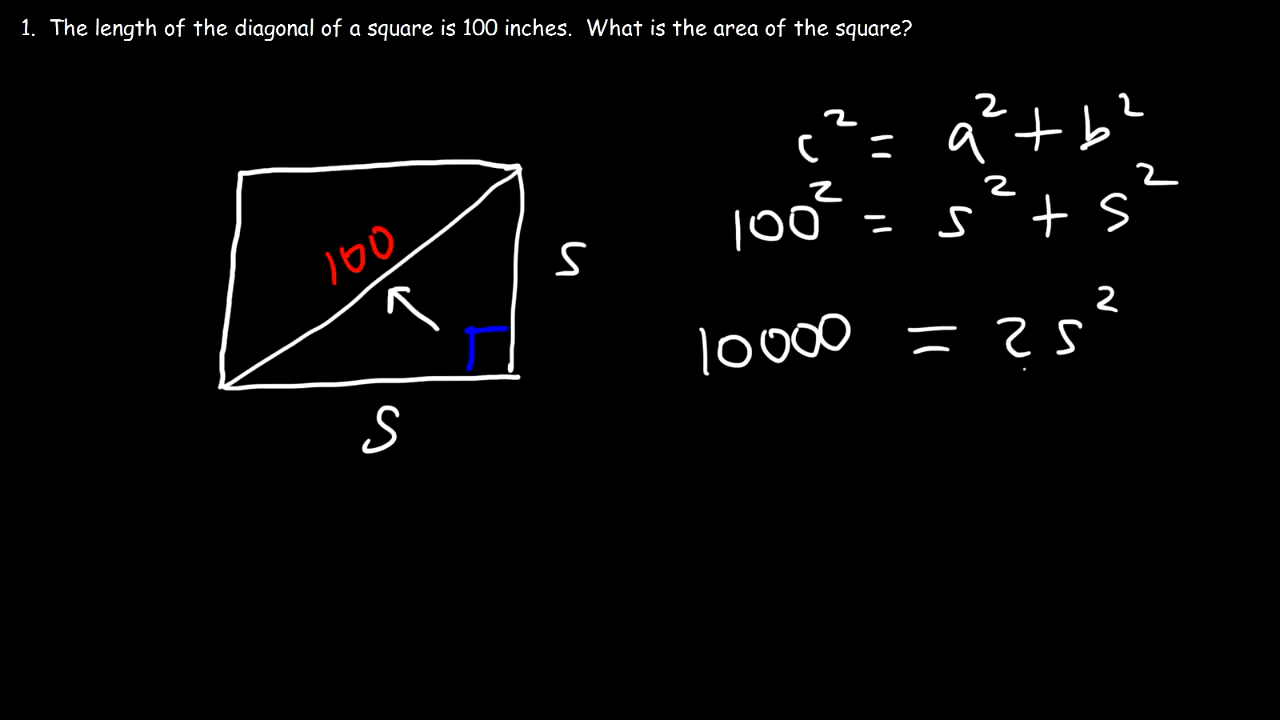 1. The length of the diagonal of a square is 100 inches. What is the area of the square?
c² = a² + b²
100² = s² + s²
100
s
10000 = 2s²
s